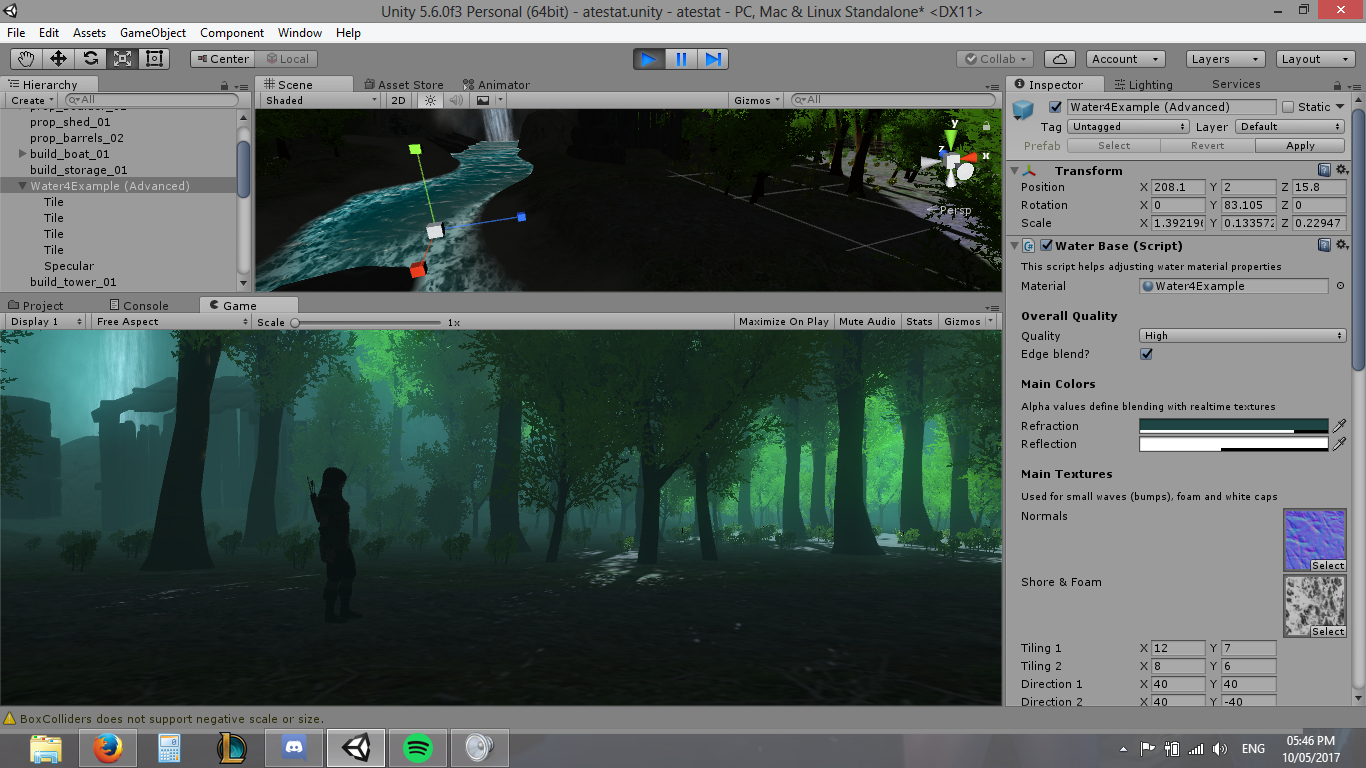 Unity 5.6.0f3 Personal (64bit) - atestat.unity - atestat - PC, Mac & Linux Standalone* <DX11>
File Edit Assets GameObject Component Window Help
Center Local Collab Account Layers Layout
Hierarchy
Create All
prop_shed_01
prop_barrels_02
build_boat_01
build_storage_01
Water4Example (Advanced)
Tile
Tile
Tile
Tile
Specular
build_tower_01
Scene Asset Store Animator
Shaded 2D Gizmos All
y
x
z
Persp
Project Console Game
Display 1 Free Aspect Scale 1x Maximize On Play Mute Audio Stats Gizmos
Inspector Lighting Services
Water4Example (Advanced) Static
Tag Untagged Layer Default
Prefab Select Revert Apply
Transform
Position X 208.1 Y 2 Z 15.8
Rotation X 0 Y 83.105 Z 0
Scale X 1.392196 Y 0.133572 Z 0.22947
Water Base (Script)
This script helps adjusting water material properties
Material Water4Example
Overall Quality
Quality High
Edge blend?
Main Colors
Alpha values define blending with realtime textures
Refraction
Reflection
Main Textures
Used for small waves (bumps), foam and white caps
Normals
Select
Shore & Foam
Select
Tiling 1 X 12 Y 7
Tiling 2 X 8 Y 6
Direction 1 X 40 Y 40
Direction 2 X 40 Y -40
BoxColliders does not support negative scale or size.
ENG
05:46 PM
10/05/2017